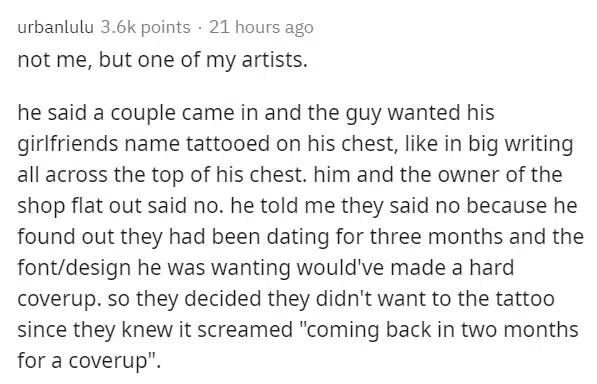 urbanlulu 3.6k points · 21 hours ago
not me, but one of my artists.
he said a couple came in and the guy wanted his
girlfriends name tattooed on his chest, like in big writing
all across the top of his chest. him and the owner of the
shop flat out said no. he told me they said no because he
found out they had been dating for three months and the
font/design he was wanting would've made a hard
coverup. so they decided they didn't want to the tattoo
since they knew it screamed "coming back in two months
for a coverup".